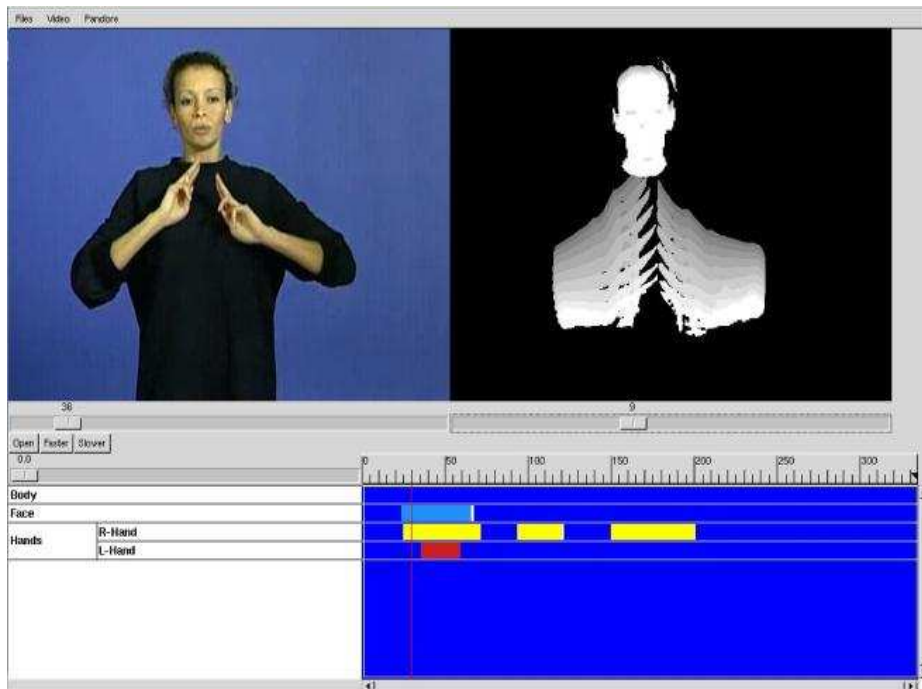 Files Video Pandore
36 9
Open Faster Slower
0.0
0 50 100 150 200 250 300
Body
Face
Hands R-Hand
L-Hand